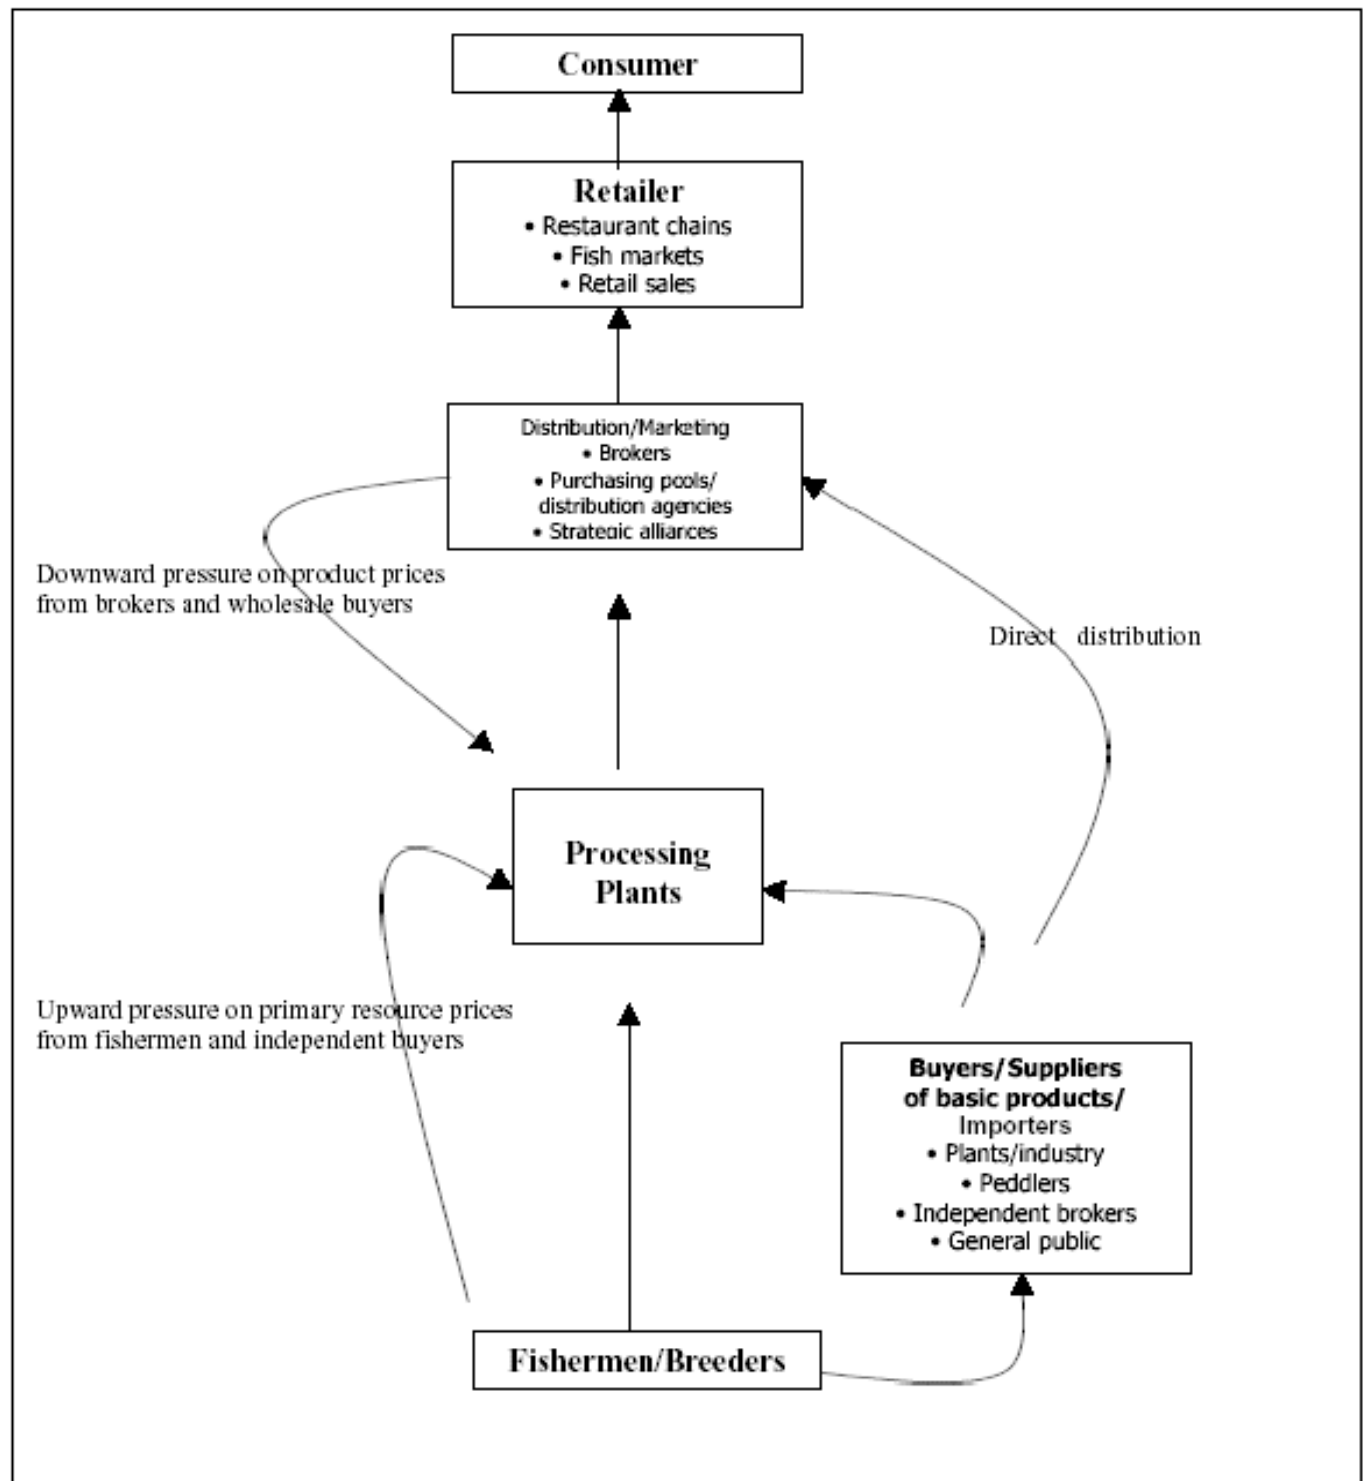 Consumer
Retailer
• Restaurant chains
• Fish markets
• Retail sales
Distribution/Marketing
• Brokers
• Purchasing pools/
distribution agencies
• Strategic alliances
Downward pressure on product prices
from brokers and wholesale buyers
Direct distribution
Processing
Plants
Upward pressure on primary resource prices
from fishermen and independent buyers
Buyers/Suppliers
of basic products/
Importers
• Plants/industry
• Peddlers
• Independent brokers
• General public
Fishermen/Breeders